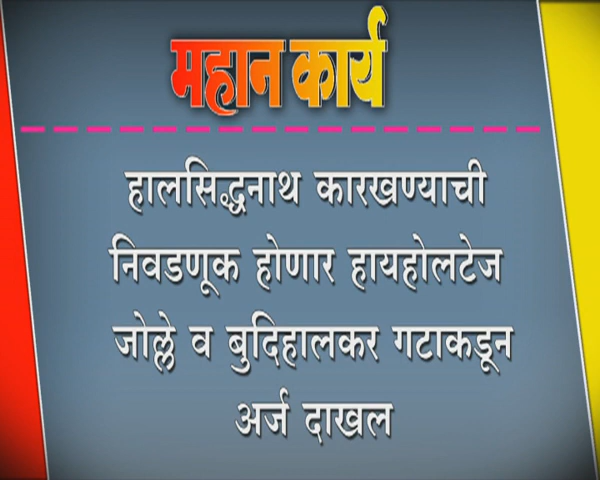 महान कार्य
हालसिद्धनाथ कारखण्याची
निवडणूक होणार हायहोलटेज
जोल्ले व बुदिहालकर गटाकडून
अर्ज दाखल